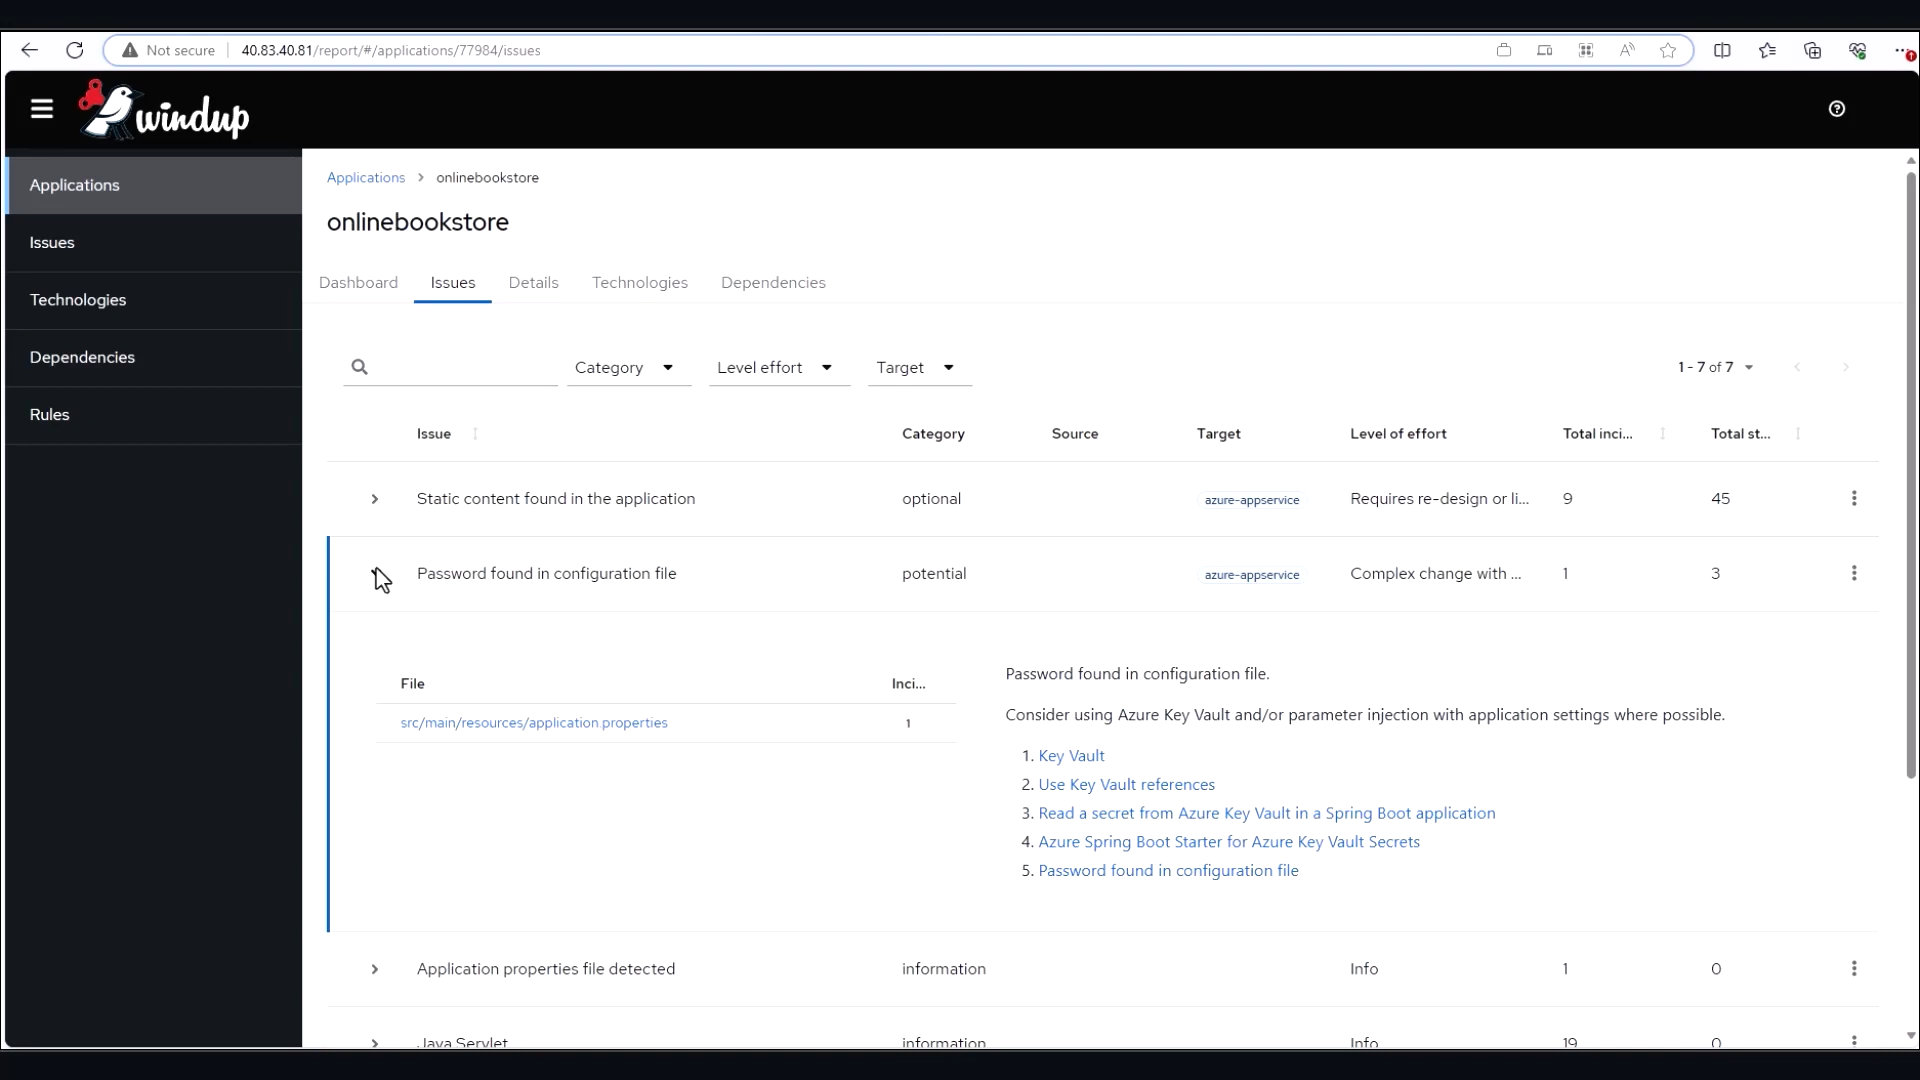 Not secure 40.83.40.81/report/#/applications/77984/issues
windup
Applications
Issues
Technologies
Dependencies
Rules
Applications > onlinebookstore
onlinebookstore
Dashboard Issues Details Technologies Dependencies
Category Level effort Target 1 - 7 of 7
Issue Category Source Target Level of effort Total inci... Total st...
Static content found in the application optional azure-appservice Requires re-design or li... 9 45
Password found in configuration file potential azure-appservice Complex change with ... 1 3
File Inci...
src/main/resources/application.properties 1
Password found in configuration file.
Consider using Azure Key Vault and/or parameter injection with application settings where possible.
1. Key Vault
2. Use Key Vault references
3. Read a secret from Azure Key Vault in a Spring Boot application
4. Azure Spring Boot Starter for Azure Key Vault Secrets
5. Password found in configuration file
Application properties file detected information Info 1 0
Java Servlet information Info 19 0